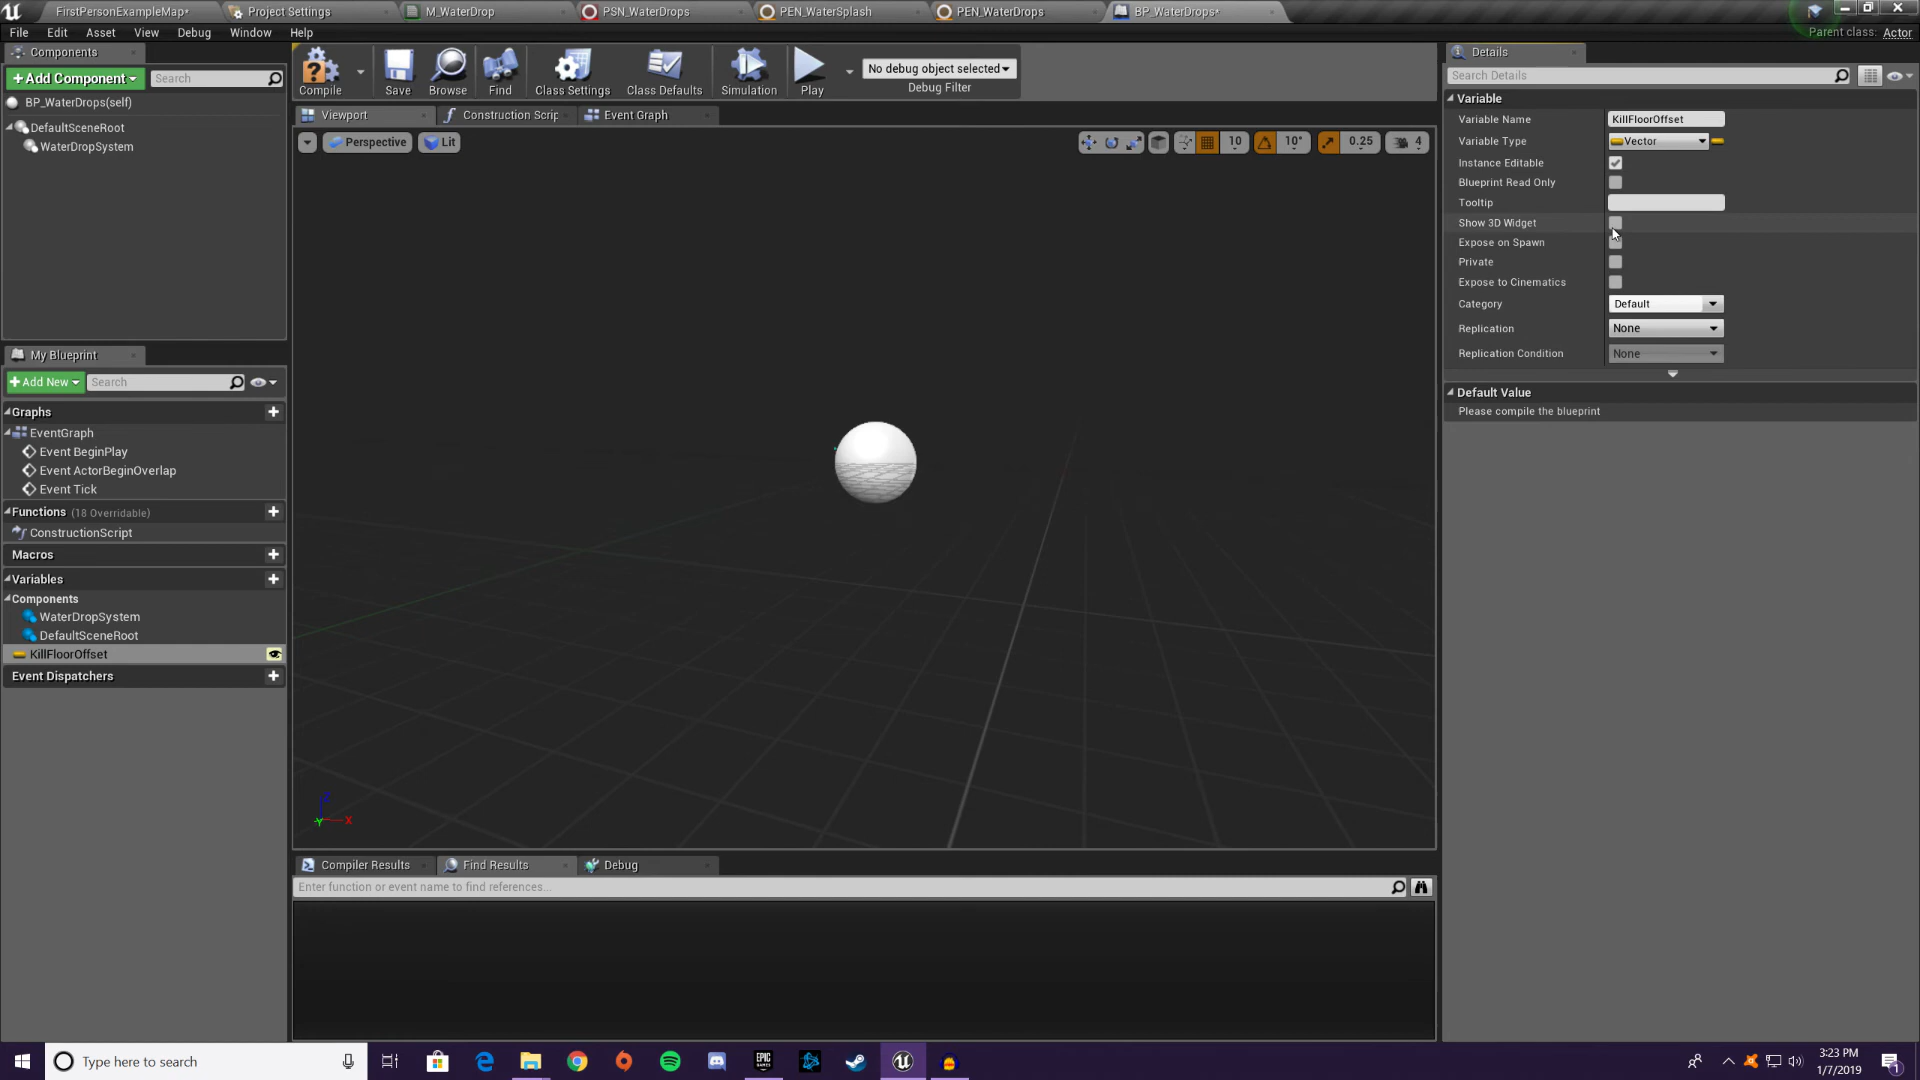 FirstPersonExampleMap*
Project Settings
M_WaterDrop
PSN_WaterDrops
PEN_WaterSplash
PEN_WaterDrops
BP_WaterDrops*
File Edit Asset View Debug Window Help
Parent class: Actor
Components
+Add Component
Search
BP_WaterDrops(self)
DefaultSceneRoot
WaterDropSystem
Compile
Save
Browse
Find
Class Settings
Class Defaults
Simulation
Play
No debug object selected
Debug Filter
Viewport
Construction Scrip
Event Graph
Perspective
Lit
10
10°
0.25
4
My Blueprint
+Add New
Search
Graphs
EventGraph
Event BeginPlay
Event ActorBeginOverlap
Event Tick
Functions (18 Overridable)
ConstructionScript
Macros
Variables
Components
WaterDropSystem
DefaultSceneRoot
KillFloorOffset
Event Dispatchers
Z
Y
X
Compiler Results
Find Results
Debug
Enter function or event name to find references...
Details
Search Details
Variable
Variable Name KillFloorOffset
Variable Type Vector
Instance Editable
Blueprint Read Only
Tooltip
Show 3D Widget
Expose on Spawn
Private
Expose to Cinematics
Category Default
Replication None
Replication Condition None
Default Value
Please compile the blueprint
Type here to search
EPIC GAMES
3:23 PM
1/7/2019
1